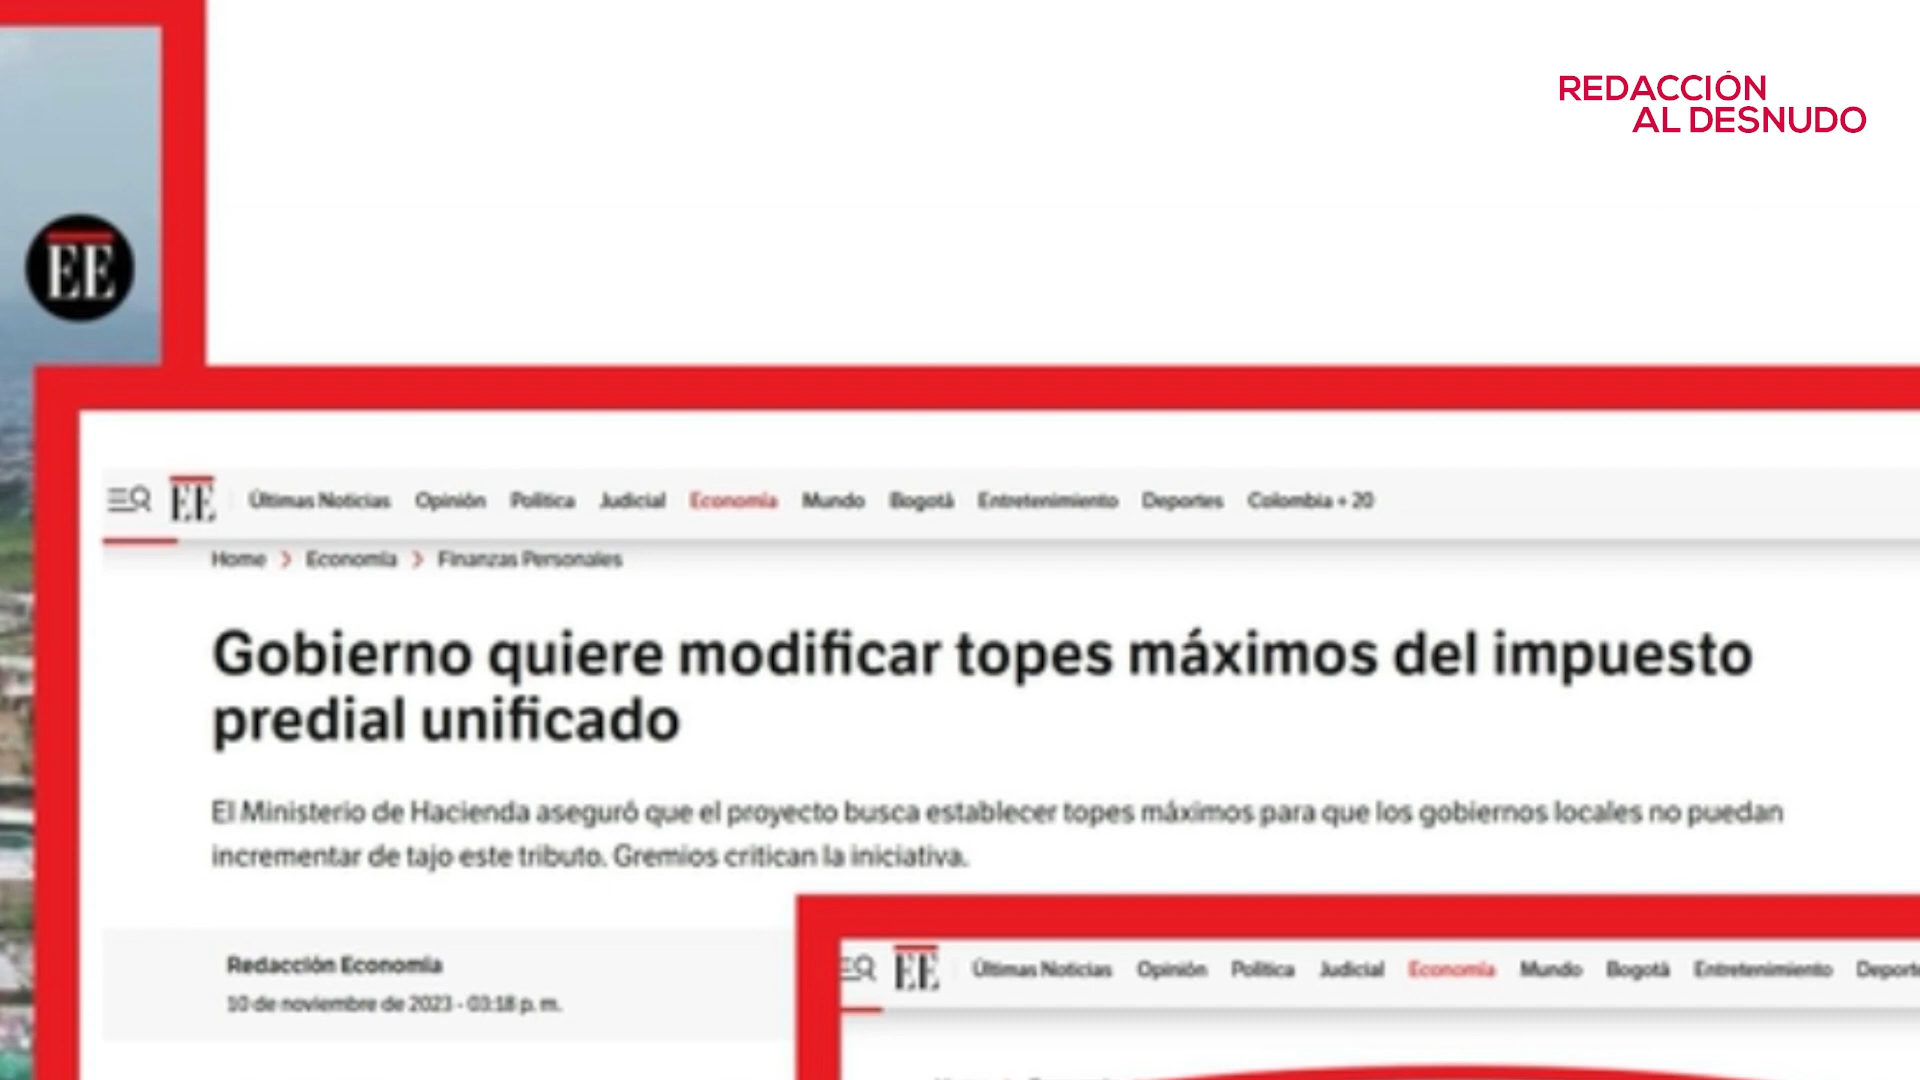 REDACCIÓN
AL DESNUDO
EE
EE Últimas Noticias Opinión Política Judicial Economía Mundo Bogotá Entretenimiento Deportes Colombia + 20
Home > Economía > Finanzas Personales
Gobierno quiere modificar topes máximos del impuesto
predial unificado
El Ministerio de Hacienda aseguró que el proyecto busca establecer topes máximos para que los gobiernos locales no puedan
incrementar de tajo este tributo. Gremios critican la iniciativa.
Redacción Economía
10 de noviembre de 2023 - 03:18 p. m.
EE Últimas Noticias Opinión Política Judicial Economía Mundo Bogotá Entretenimiento Deporte